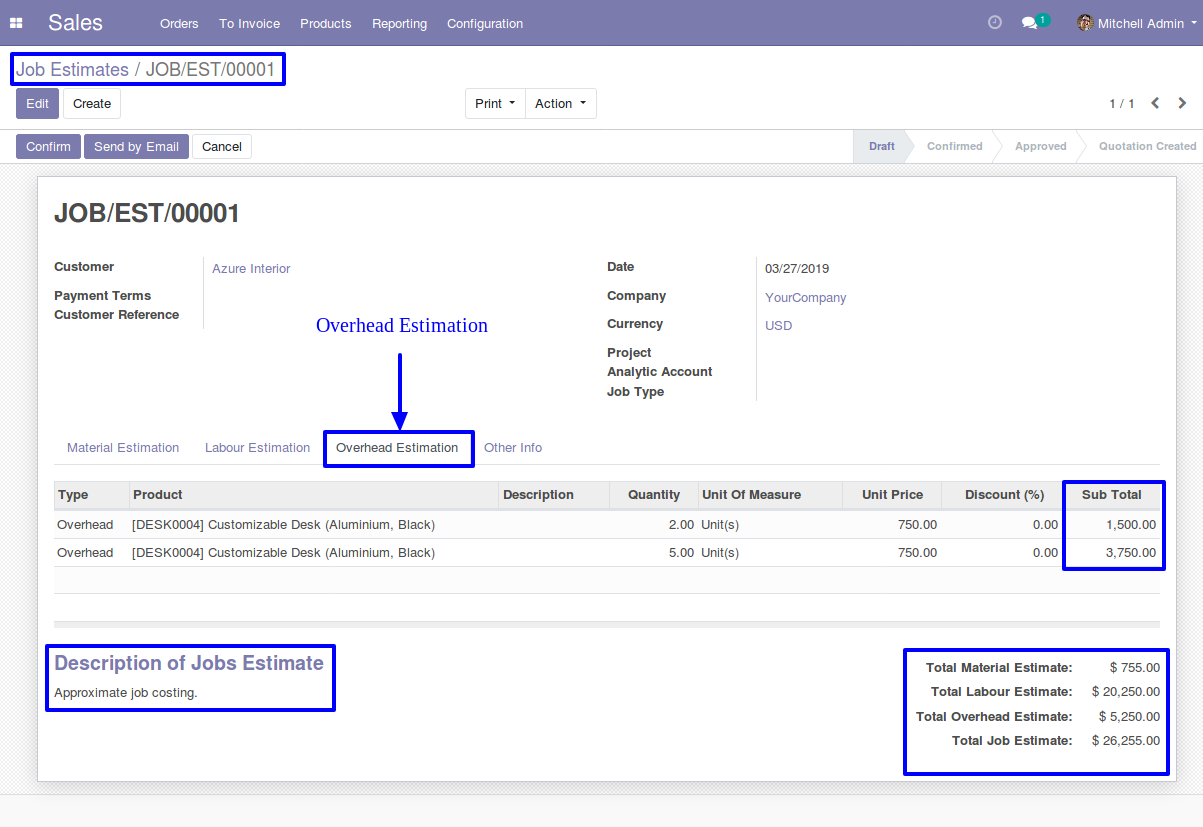 Sales Orders To Invoice Products Reporting Configuration 1 Mitchell Admin
Job Estimates / JOB/EST/00001
Edit Create Print Action 1 / 1
Confirm Send by Email Cancel Draft Confirmed Approved Quotation Created
JOB/EST/00001
Customer Azure Interior Date 03/27/2019
Payment Terms Company YourCompany
Customer Reference
Overhead Estimation Currency USD
Project
Analytic Account
Job Type
Material Estimation Labour Estimation Overhead Estimation Other Info
Type Product Description Quantity Unit Of Measure Unit Price Discount (%) Sub Total
Overhead [DESK0004] Customizable Desk (Aluminium, Black) 2.00 Unit(s) 750.00 0.00 1,500.00
Overhead [DESK0004] Customizable Desk (Aluminium, Black) 5.00 Unit(s) 750.00 0.00 3,750.00
Description of Jobs Estimate
Approximate job costing.
Total Material Estimate: $ 755.00
Total Labour Estimate: $ 20,250.00
Total Overhead Estimate: $ 5,250.00
Total Job Estimate: $ 26,255.00